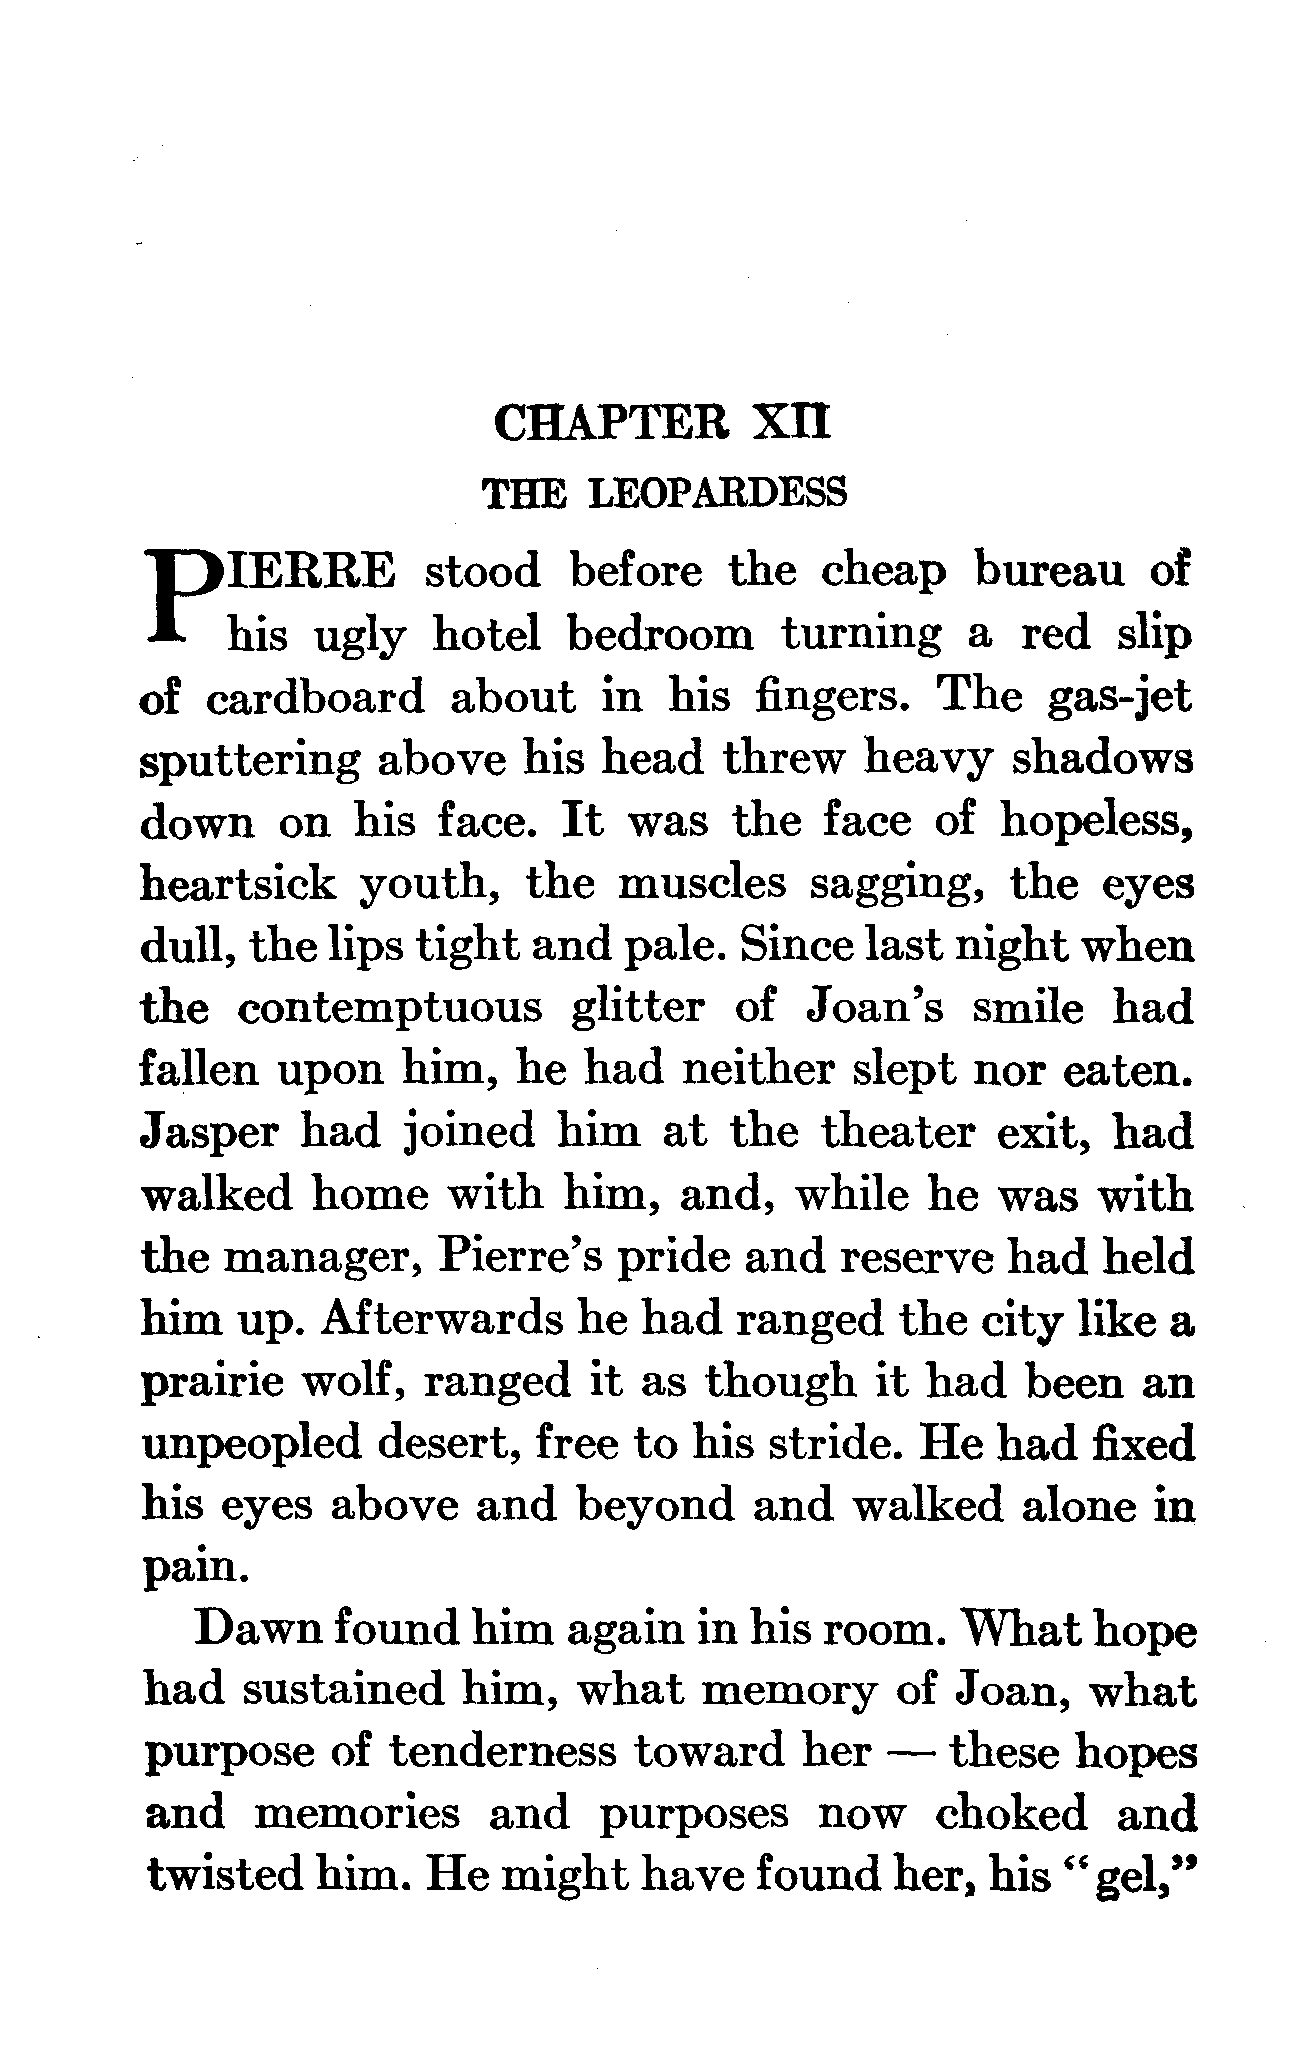 CHAPTER XII
THE LEOPARDESS
PIERRE stood before the cheap bureau of
his ugly hotel bedroom turning a red slip
of cardboard about in his fingers. The gas-jet
sputtering above his head threw heavy shadows
down on his face. It was the face of hopeless,
heartsick youth, the muscles sagging, the eyes
dull, the lips tight and pale. Since last night when
the contemptuous glitter of Joan's smile had
fallen upon him, he had neither slept nor eaten.
Jasper had joined him at the theater exit, had
walked home with him, and, while he was with
the manager, Pierre's pride and reserve had held
him up. Afterwards he had ranged the city like a
prairie wolf, ranged it as though it had been an
unpeopled desert, free to his stride. He had fixed
his eyes above and beyond and walked alone in
pain.
Dawn found him again in his room. What hope
had sustained him, what memory of Joan, what
purpose of tenderness toward her — these hopes
and memories and purposes now choked and
twisted him. He might have found her, his "gel,"